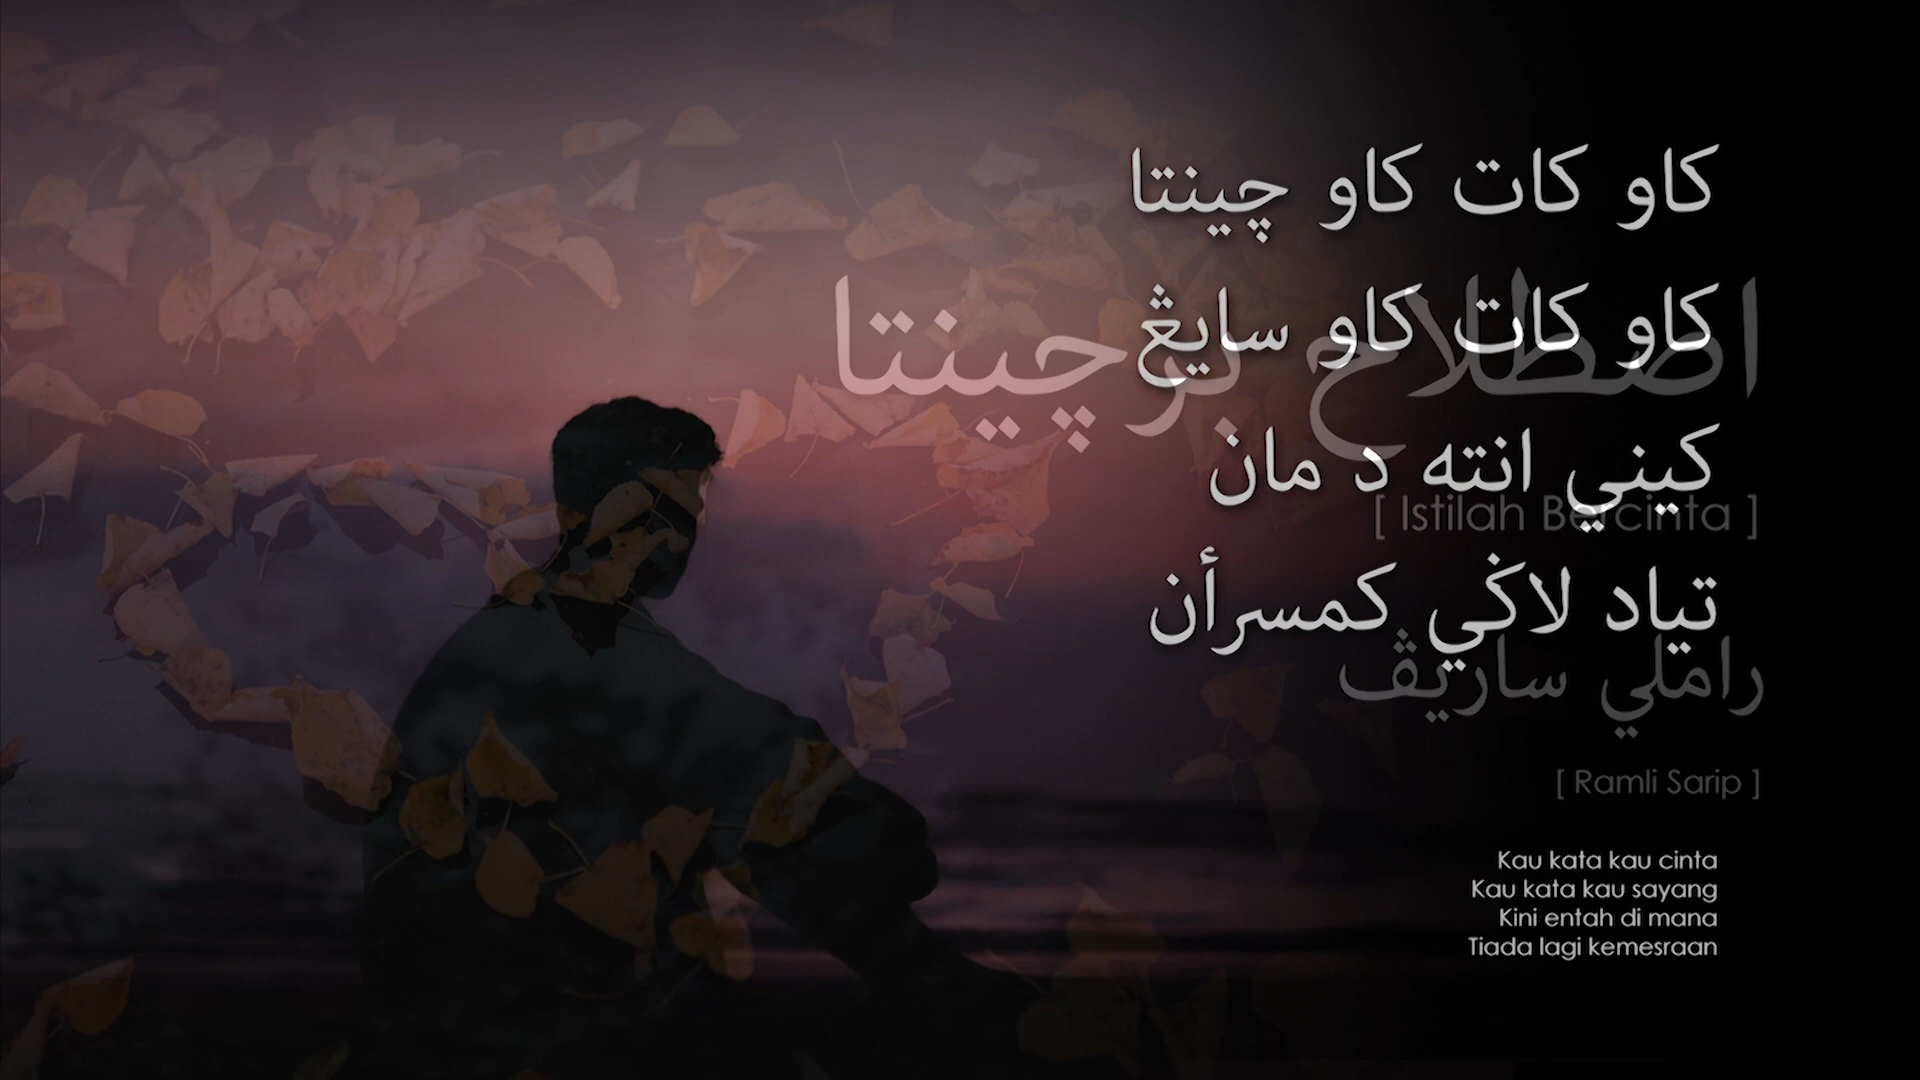 كاو كات كاو چينتا
كاو كات كاو سايڠ
كيني انته د مان
تياد لاݢي كمسرأن
اصطلاح برچينتا
[ Istilah Bercinta ]
راملي ساريڤ
[ Ramli Sarip ]
Kau kata kau cinta
Kau kata kau sayang
Kini entah di mana
Tiada lagi kemesraan